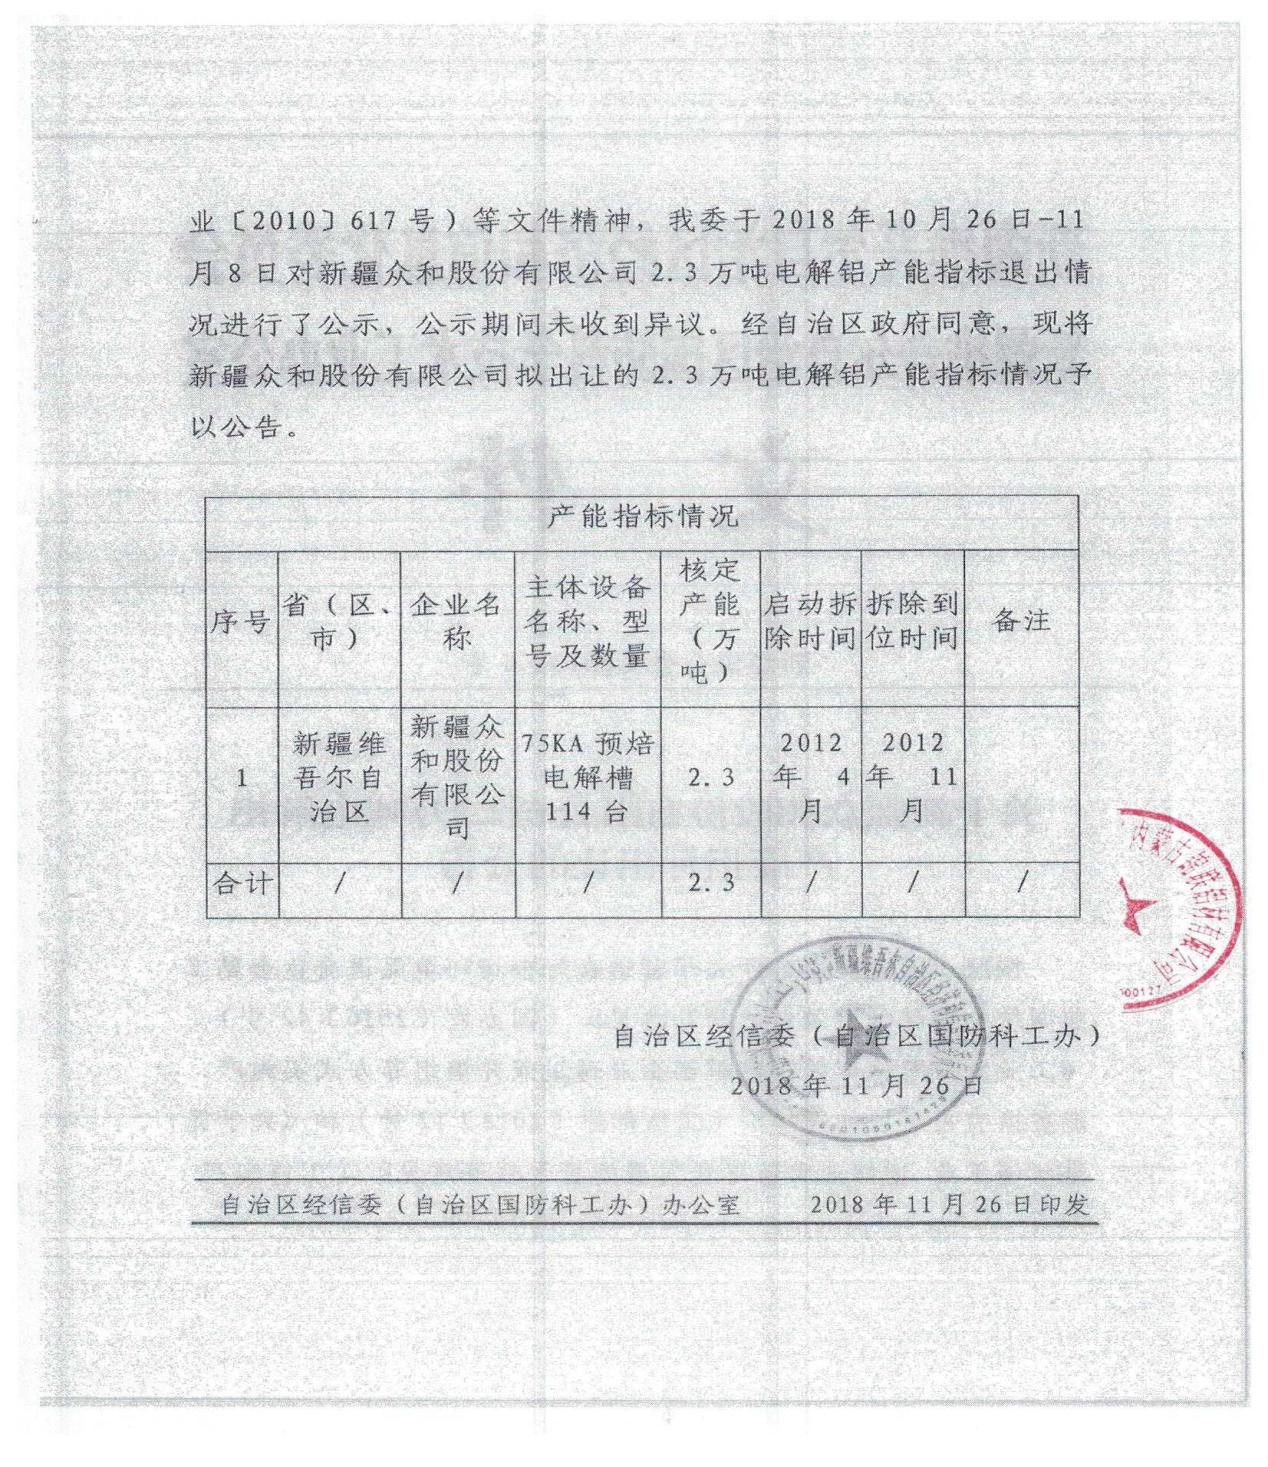 业〔2010〕617号）等文件精神，我委于2018年10月26日-11
月8日对新疆众和股份有限公司2.3万吨电解铝产能指标退出情
况进行了公示，公示期间未收到异议。经自治区政府同意，现将
新疆众和股份有限公司拟出让的2.3万吨电解铝产能指标情况予
以公告。
产能指标情况
序号 省（区、市） 企业名称 主体设备名称、型号及数量 核定产能（万吨） 启动拆除时间 拆除到位时间 备注
1 新疆维吾尔自治区 新疆众和股份有限公司 75KA预焙电解槽114台 2.3 2012年 4月 2012年 11月
合计 / / / 2.3 / / /
自治区经信委（自治区国防科工办）
2018年11月26日
自治区经信委（自治区国防科工办）办公室 2018年11月26日印发